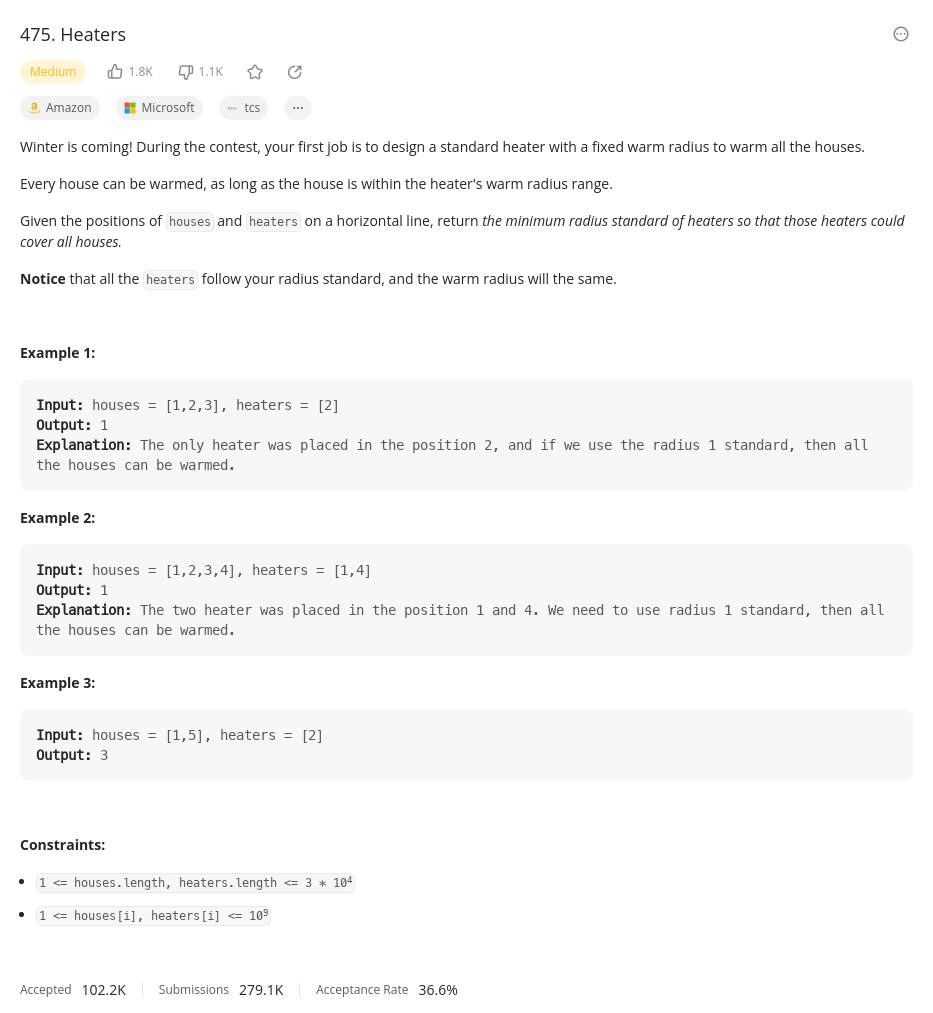 475. Heaters
Medium 1.8K 1.1K
Amazon Microsoft tcs ...
Winter is coming! During the contest, your first job is to design a standard heater with a fixed warm radius to warm all the houses.
Every house can be warmed, as long as the house is within the heater's warm radius range.
Given the positions of houses and heaters on a horizontal line, return the minimum radius standard of heaters so that those heaters could
cover all houses.
Notice that all the heaters follow your radius standard, and the warm radius will the same.
Example 1:
Input: houses = [1,2,3], heaters = [2]
Output: 1
Explanation: The only heater was placed in the position 2, and if we use the radius 1 standard, then all
the houses can be warmed.
Example 2:
Input: houses = [1,2,3,4], heaters = [1,4]
Output: 1
Explanation: The two heater was placed in the position 1 and 4. We need to use radius 1 standard, then all
the houses can be warmed.
Example 3:
Input: houses = [1,5], heaters = [2]
Output: 3
Constraints:
1 <= houses.length, heaters.length <= 3 * 10⁴
1 <= houses[i], heaters[i] <= 10⁹
Accepted 102.2K Submissions 279.1K Acceptance Rate 36.6%